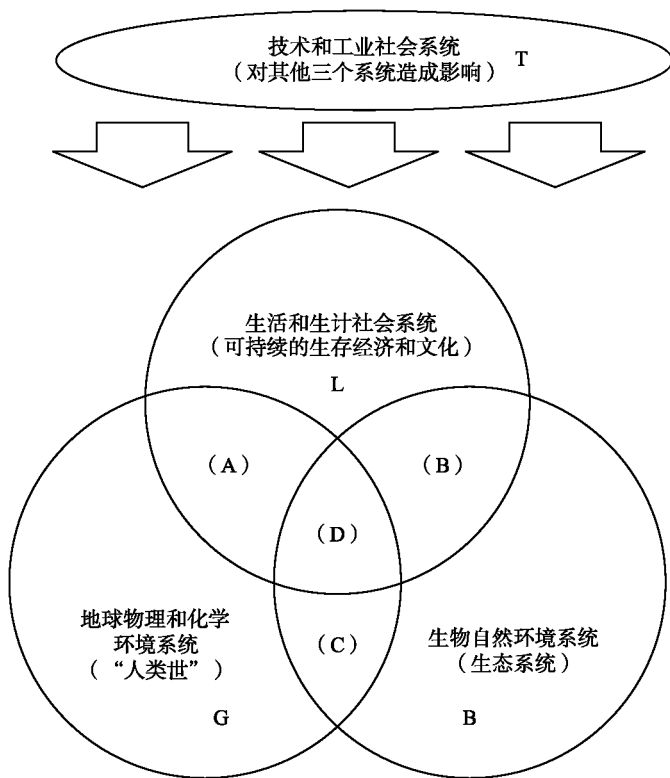 技术和工业社会系统
（对其他三个系统造成影响） T
生活和生计社会系统
（可持续的生存经济和文化）
L
（A）
（B）
（D）
地球物理和化学
环境系统
（“人类世”）
（C）
生物自然环境系统
（生态系统）
G
B